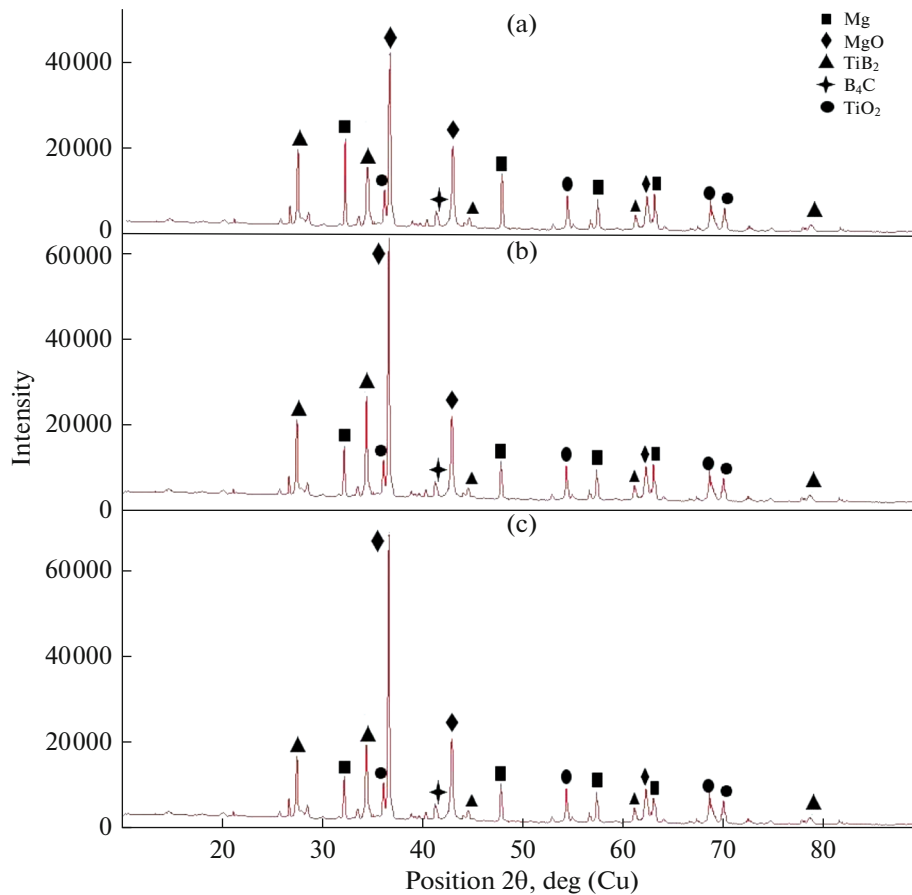 (a)
Mg
MgO
TiB₂
B₄C
TiO₂
40000
20000
0
(b)
60000
40000
20000
0
(c)
60000
40000
20000
0
Intensity
20 30 40 50 60 70 80
Position 2θ, deg (Cu)